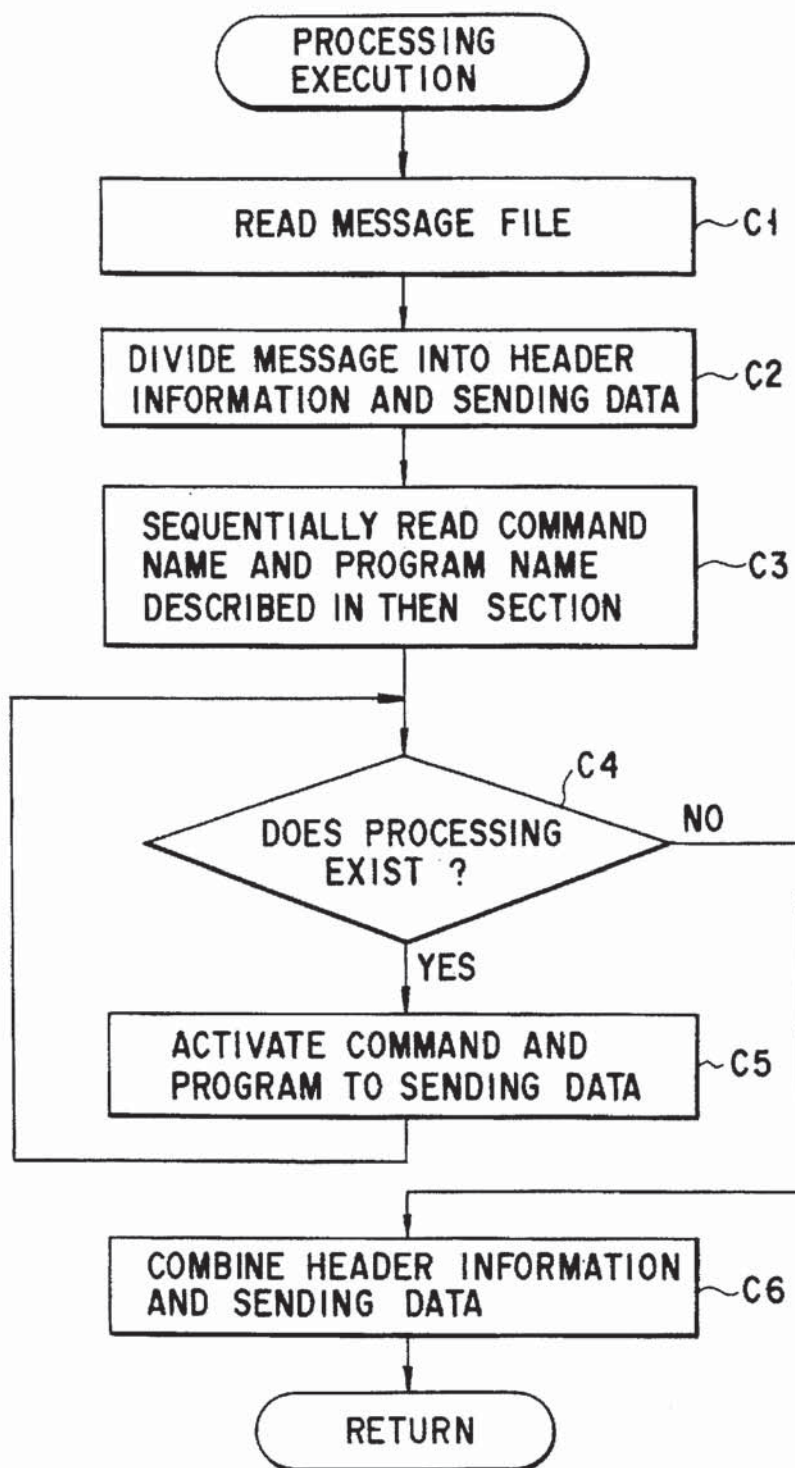 PROCESSING
EXECUTION
READ MESSAGE FILE
C1
DIVIDE MESSAGE INTO HEADER
INFORMATION AND SENDING DATA
C2
SEQUENTIALLY READ COMMAND
NAME AND PROGRAM NAME
DESCRIBED IN THEN SECTION
C3
C4
DOES PROCESSING
EXIST ?
NO
YES
ACTIVATE COMMAND AND
PROGRAM TO SENDING DATA
C5
COMBINE HEADER INFORMATION
AND SENDING DATA
C6
RETURN